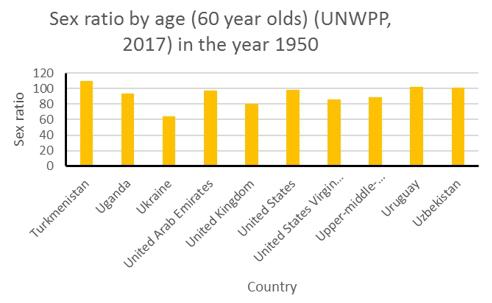 Sex ratio by age (60 year olds) (UNWPP,
2017) in the year 1950
Sex ratio
120
100
80
60
40
20
0
Turkmenistan
Uganda
Ukraine
United Arab Emirates
United Kingdom
United States
United States Virgin...
Upper-middle-...
Uruguay
Uzbekistan
Country